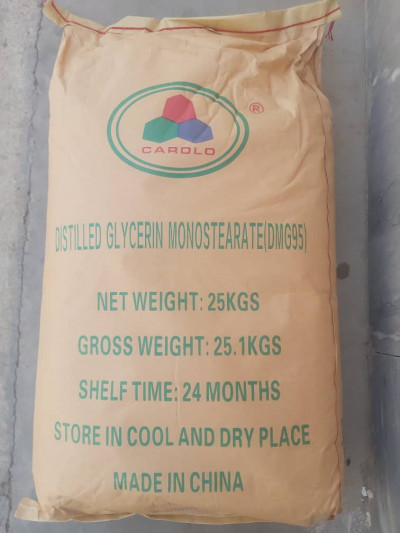 CAROLO
®
DISTILLED GLYCERIN MONOSTEARATE(DMG95)
NET WEIGHT: 25KGS
GROSS WEIGHT: 25.1KGS
SHELF TIME: 24 MONTHS
STORE IN COOL AND DRY PLACE
MADE IN CHINA